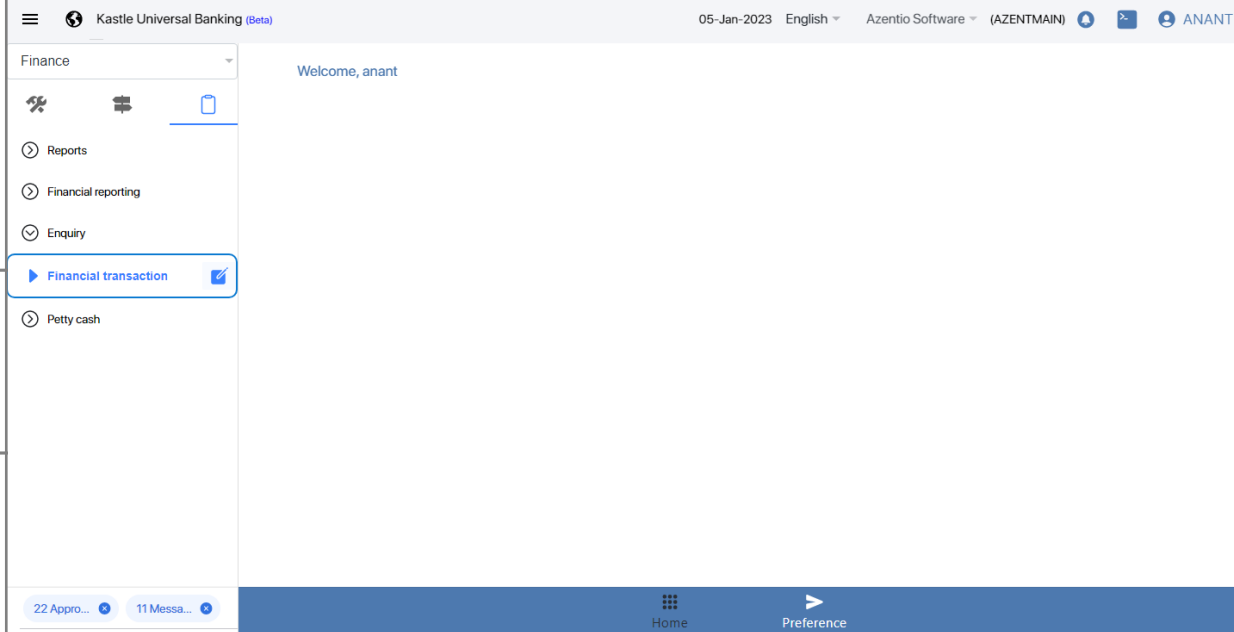 Kastle Universal Banking (Beta)
05-Jan-2023 English Azentio Software (AZENTMAIN) ANANT
Finance
Welcome, anant
Reports
Financial reporting
Enquiry
Financial transaction
Petty cash
22 Appro... 11 Messa...
Home Preference